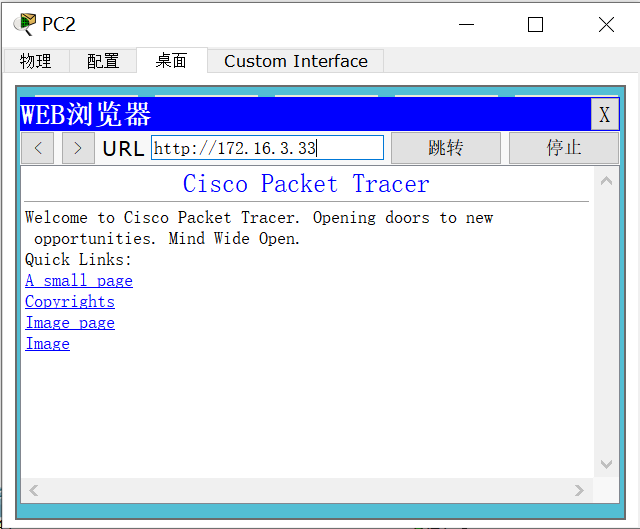 PC2
物理 配置 桌面 Custom Interface
WEB浏览器 X
< > URL http://172.16.3.33 跳转 停止
Cisco Packet Tracer
Welcome to Cisco Packet Tracer. Opening doors to new
opportunities. Mind Wide Open.
Quick Links:
A small page
Copyrights
Image page
Image